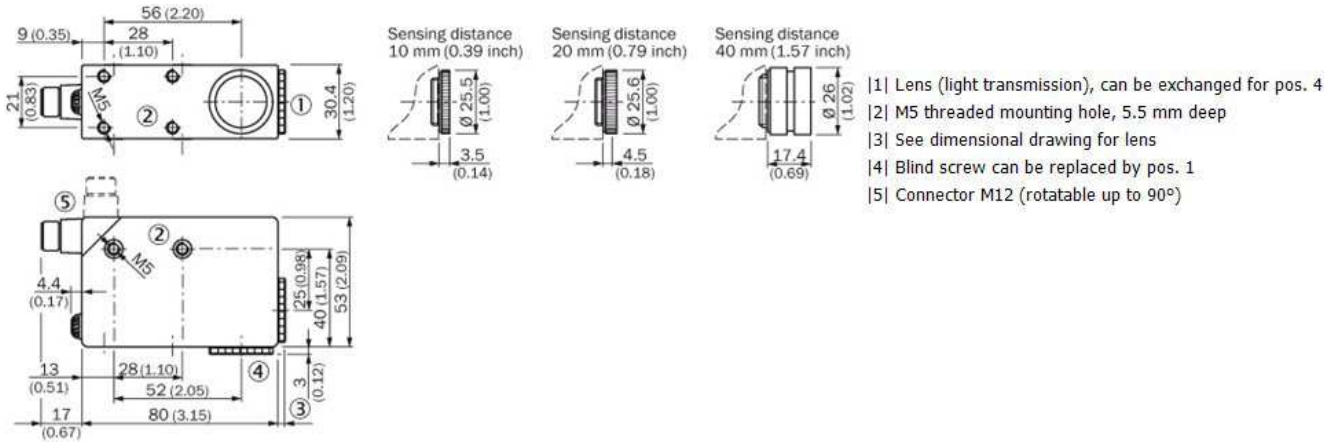 56 (2.20)
9 (0.35)
28
(1.10)
21
(0.83)
M5
②
①
30.4
(1.20)
Sensing distance
10 mm (0.39 inch)
Ø 25.5
(1.00)
3.5
(0.14)
Sensing distance
20 mm (0.79 inch)
Ø 25.6
(1.00)
4.5
(0.18)
Sensing distance
40 mm (1.57 inch)
Ø 26
(1.02)
17.4
(0.69)
|1| Lens (light transmission), can be exchanged for pos. 4
|2| M5 threaded mounting hole, 5.5 mm deep
|3| See dimensional drawing for lens
|4| Blind screw can be replaced by pos. 1
|5| Connector M12 (rotatable up to 90º)
⑤
②
M5
4.4
(0.17)
25 (0.98)
40 (1.57)
53 (2.09)
13
(0.51)
28 (1.10)
④
3
(0.12)
52 (2.05)
③
17
(0.67)
80 (3.15)